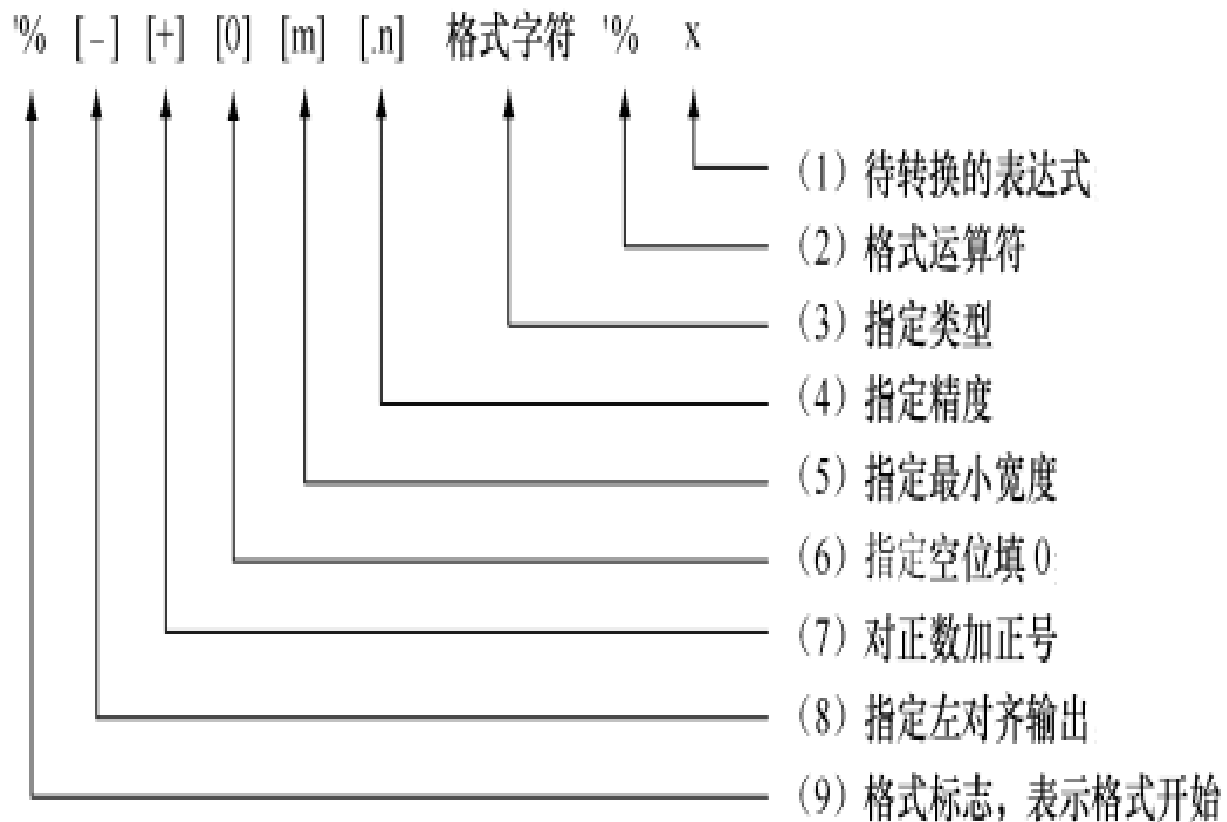 '% [-] [+] [0] [m] [.n] 格式字符 '% x
(1) 待转换的表达式
(2) 格式运算符
(3) 指定类型
(4) 指定精度
(5) 指定最小宽度
(6) 指定空位填 0
(7) 对正数加正号
(8) 指定左对齐输出
(9) 格式标志，表示格式开始